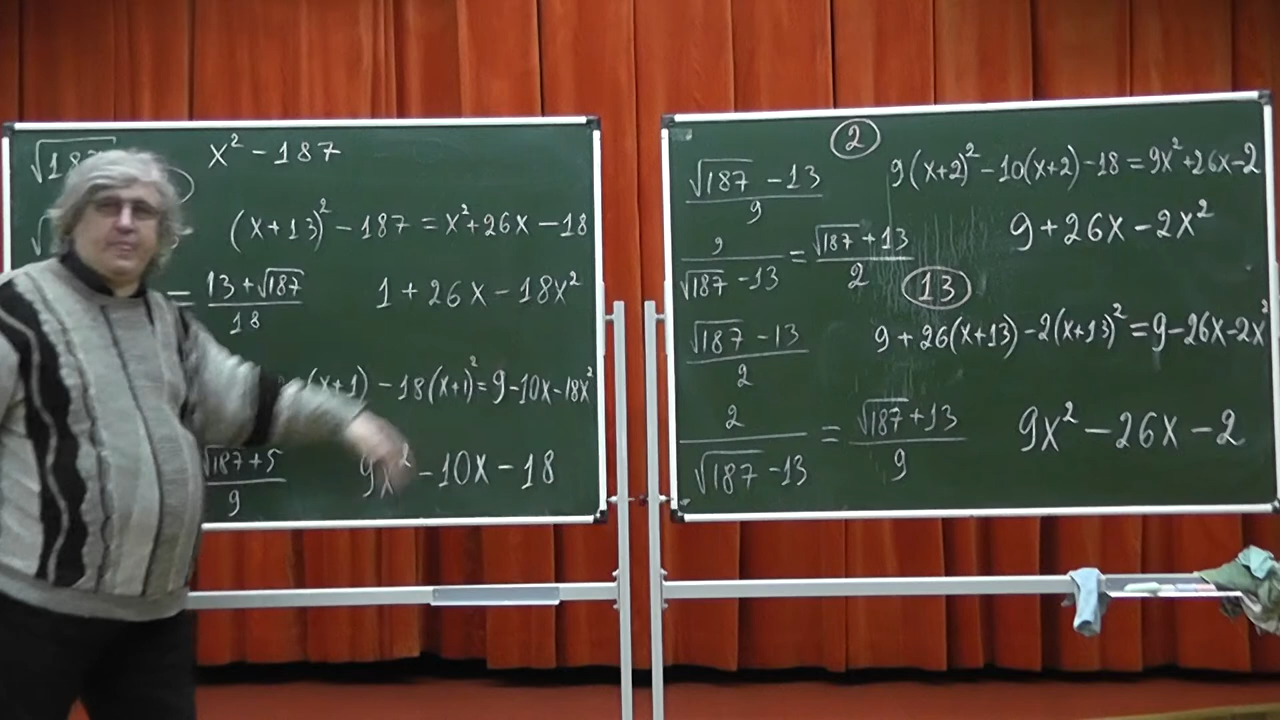 x² - 187
(x+13)² - 187 = x² + 26x - 18
= (13 + √187)/18
1 + 26x - 18x²
(x+1) - 18(x+1)² = 9 - 10x - 18x²
(√187 + 5)/9
- 10x - 18
②
(√187 - 13)/9
9(x+2)² - 10(x+2) - 18 = 9x² + 26x - 2
9/(√187 - 13) = (√187 + 13)/2
9 + 26x - 2x²
⑬
(√187 - 13)/2
9 + 26(x+13) - 2(x+13)² = 9 - 26x - 2x²
2/(√187 - 13) = (√187 + 13)/9
9x² - 26x - 2